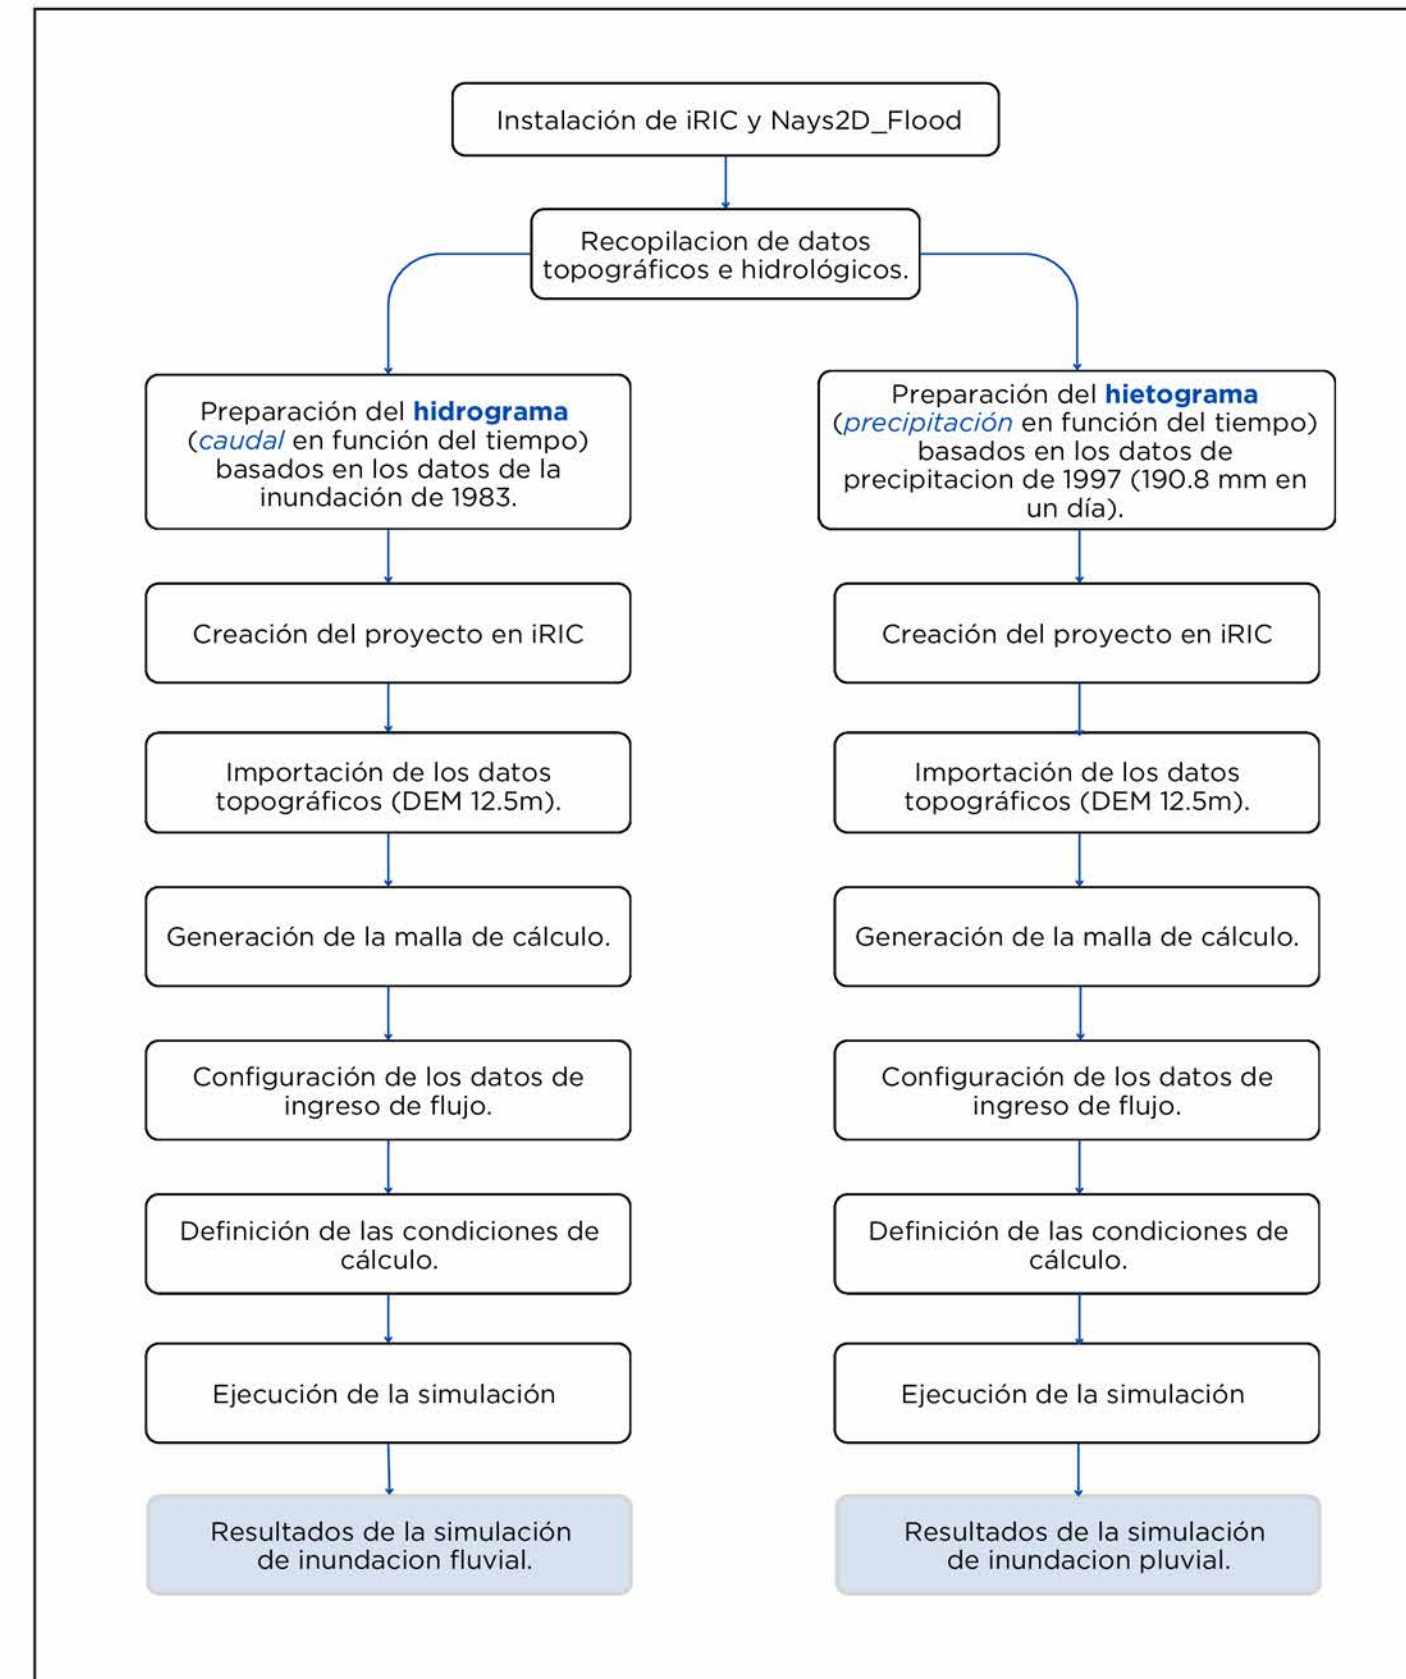 Instalación de iRIC y Nays2D_Flood
Recopilacion de datos
topográficos e hidrológicos.
Preparación del hidrograma
(caudal en función del tiempo)
basados en los datos de la
inundación de 1983.
Creación del proyecto en iRIC
Importación de los datos
topográficos (DEM 12.5m).
Generación de la malla de cálculo.
Configuración de los datos de
ingreso de flujo.
Definición de las condiciones de
cálculo.
Ejecución de la simulación
Resultados de la simulación
de inundacion fluvial.
Preparación del hietograma
(precipitación en función del tiempo)
basados en los datos de
precipitacion de 1997 (190.8 mm en
un día).
Creación del proyecto en iRIC
Importación de los datos
topográficos (DEM 12.5m).
Generación de la malla de cálculo.
Configuración de los datos de
ingreso de flujo.
Definición de las condiciones de
cálculo.
Ejecución de la simulación
Resultados de la simulación
de inundacion pluvial.